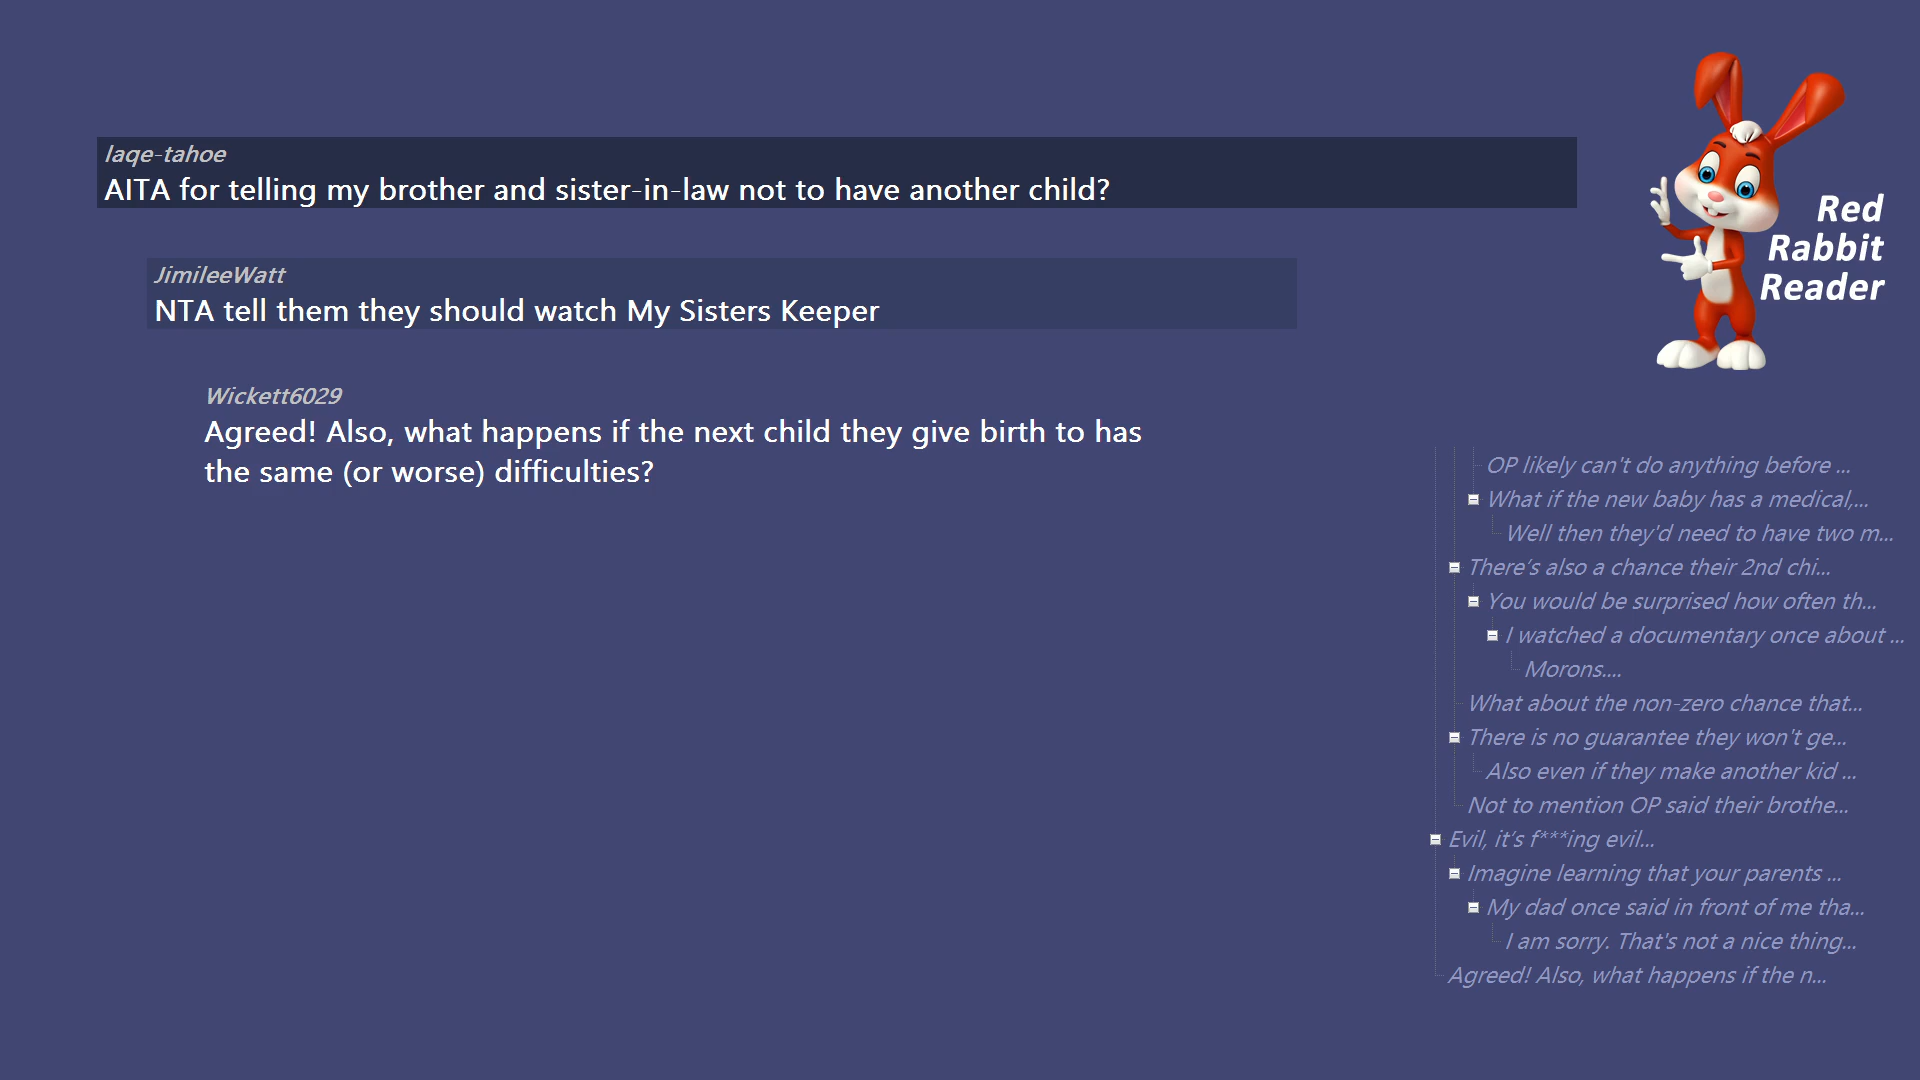 laqe-tahoe
AITA for telling my brother and sister-in-law not to have another child?
JimileeWatt
NTA tell them they should watch My Sisters Keeper
Wickett6029
Agreed! Also, what happens if the next child they give birth to has
the same (or worse) difficulties?
Red
Rabbit
Reader
OP likely can't do anything before ...
What if the new baby has a medical,...
Well then they'd need to have two m...
There's also a chance their 2nd chi...
You would be surprised how often th...
I watched a documentary once about ...
Morons....
What about the non-zero chance that...
There is no guarantee they won't ge...
Also even if they make another kid ...
Not to mention OP said their brothe...
Evil, it's f***ing evil...
Imagine learning that your parents ...
My dad once said in front of me tha...
I am sorry. That's not a nice thing...
Agreed! Also, what happens if the n...